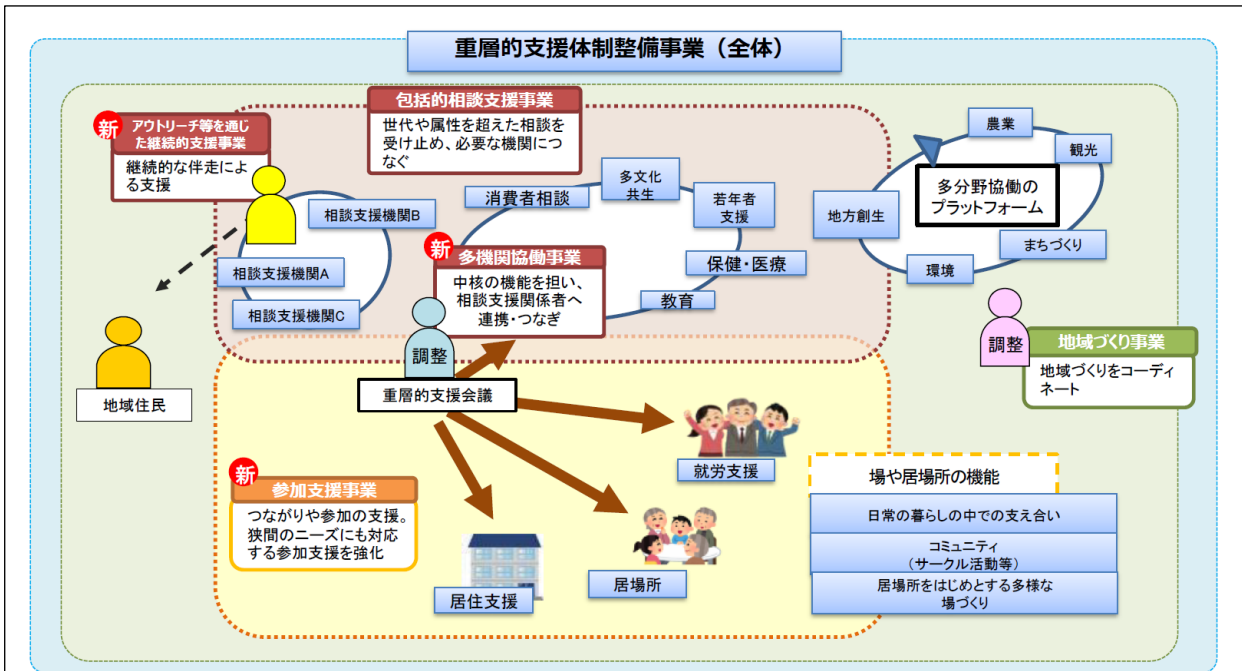 重層的支援体制整備事業（全体）
新
アウトリーチ等を通じ
た継続的支援事業
継続的な伴走によ
る支援
包括的相談支援事業
世代や属性を超えた相談を
受け止め、必要な機関につ
なぐ
相談支援機関B
相談支援機関A
相談支援機関C
消費者相談
多文化
共生
若年者
支援
保健・医療
教育
新
多機関協働事業
中核の機能を担い、
相談支援関係者へ
連携・つなぎ
農業
観光
多分野協働の
プラットフォーム
地方創生
まちづくり
環境
調整
地域づくり事業
地域づくりをコーディ
ネート
地域住民
調整
重層的支援会議
新
参加支援事業
つながりや参加の支援。
狭間のニーズにも対応
する参加支援を強化
就労支援
居場所
居住支援
場や居場所の機能
日常の暮らしの中での支え合い
コミュニティ
（サークル活動等）
居場所をはじめとする多様な
場づくり